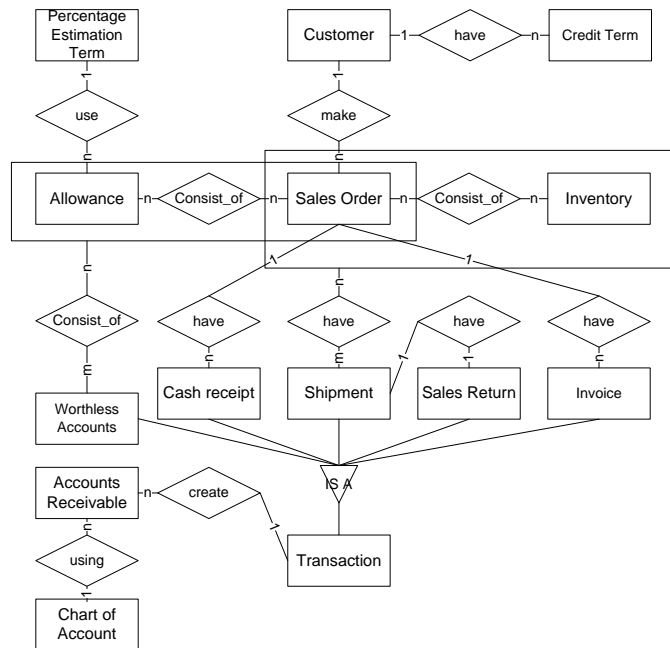 Percentage
Estimation
Term
Customer
1
have
n
Credit Term
1
1
use
make
n
n
Allowance
n
Consist_of
n
Sales Order
n
Consist_of
n
Inventory
1
1
n
n
Consist_of
have
have
have
have
m
n
m
1
1
n
Worthless
Accounts
Cash receipt
Shipment
Sales Return
Invoice
IS A
Accounts
Receivable
n
create
1
n
using
Transaction
1
Chart of
Account